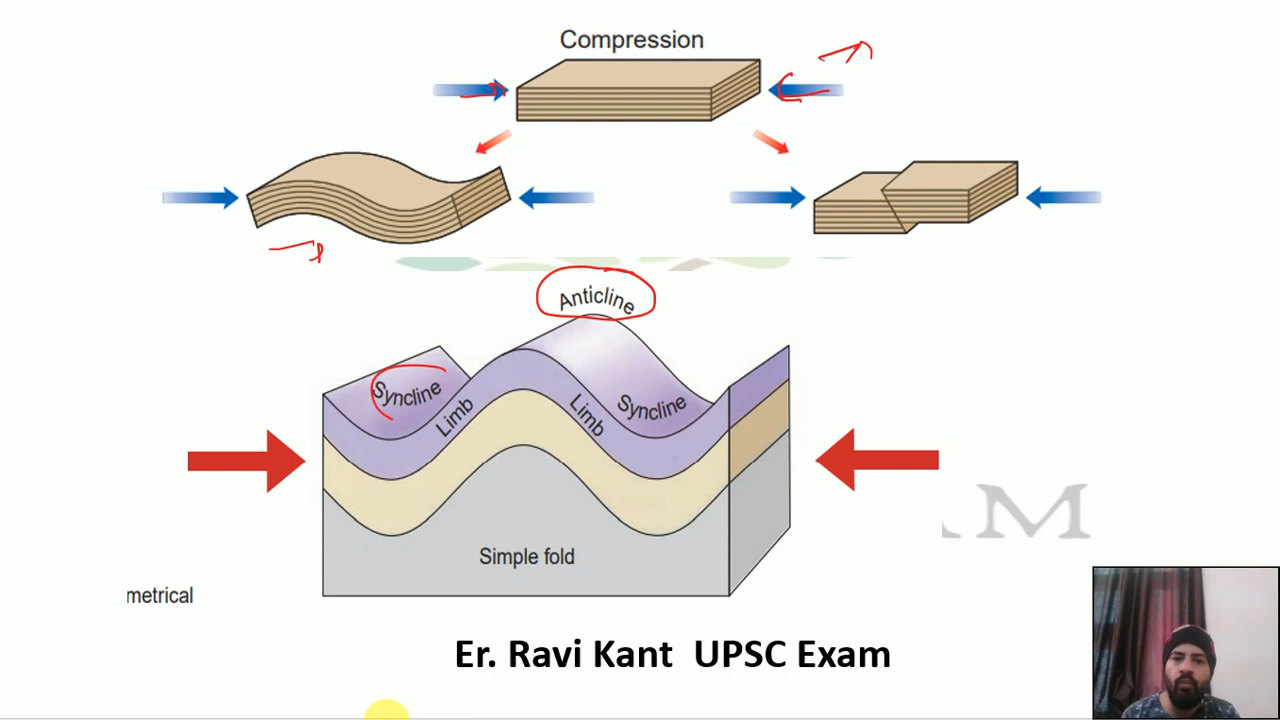 Compression
Anticline
Syncline
Limb
Limb
Syncline
Simple fold
metrical
Er. Ravi Kant UPSC Exam